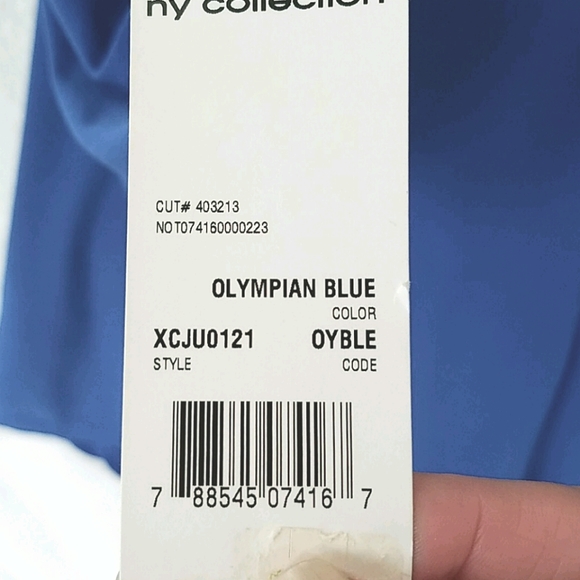 ny collection
CUT# 403213
NOT074160000223
OLYMPIAN BLUE
COLOR
XCJU0121 OYBLE
STYLE CODE
7 88545 07416 7